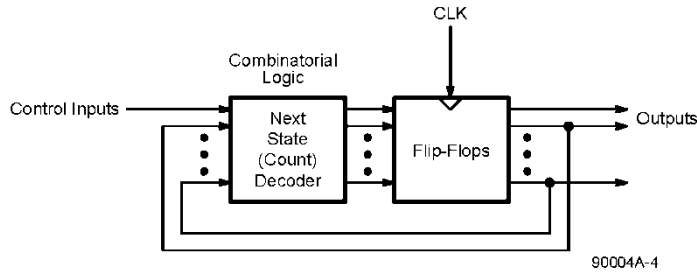 CLK
Combinatorial
Logic
Control Inputs
Next
State
(Count)
Decoder
Flip-Flops
Outputs
90004A-4